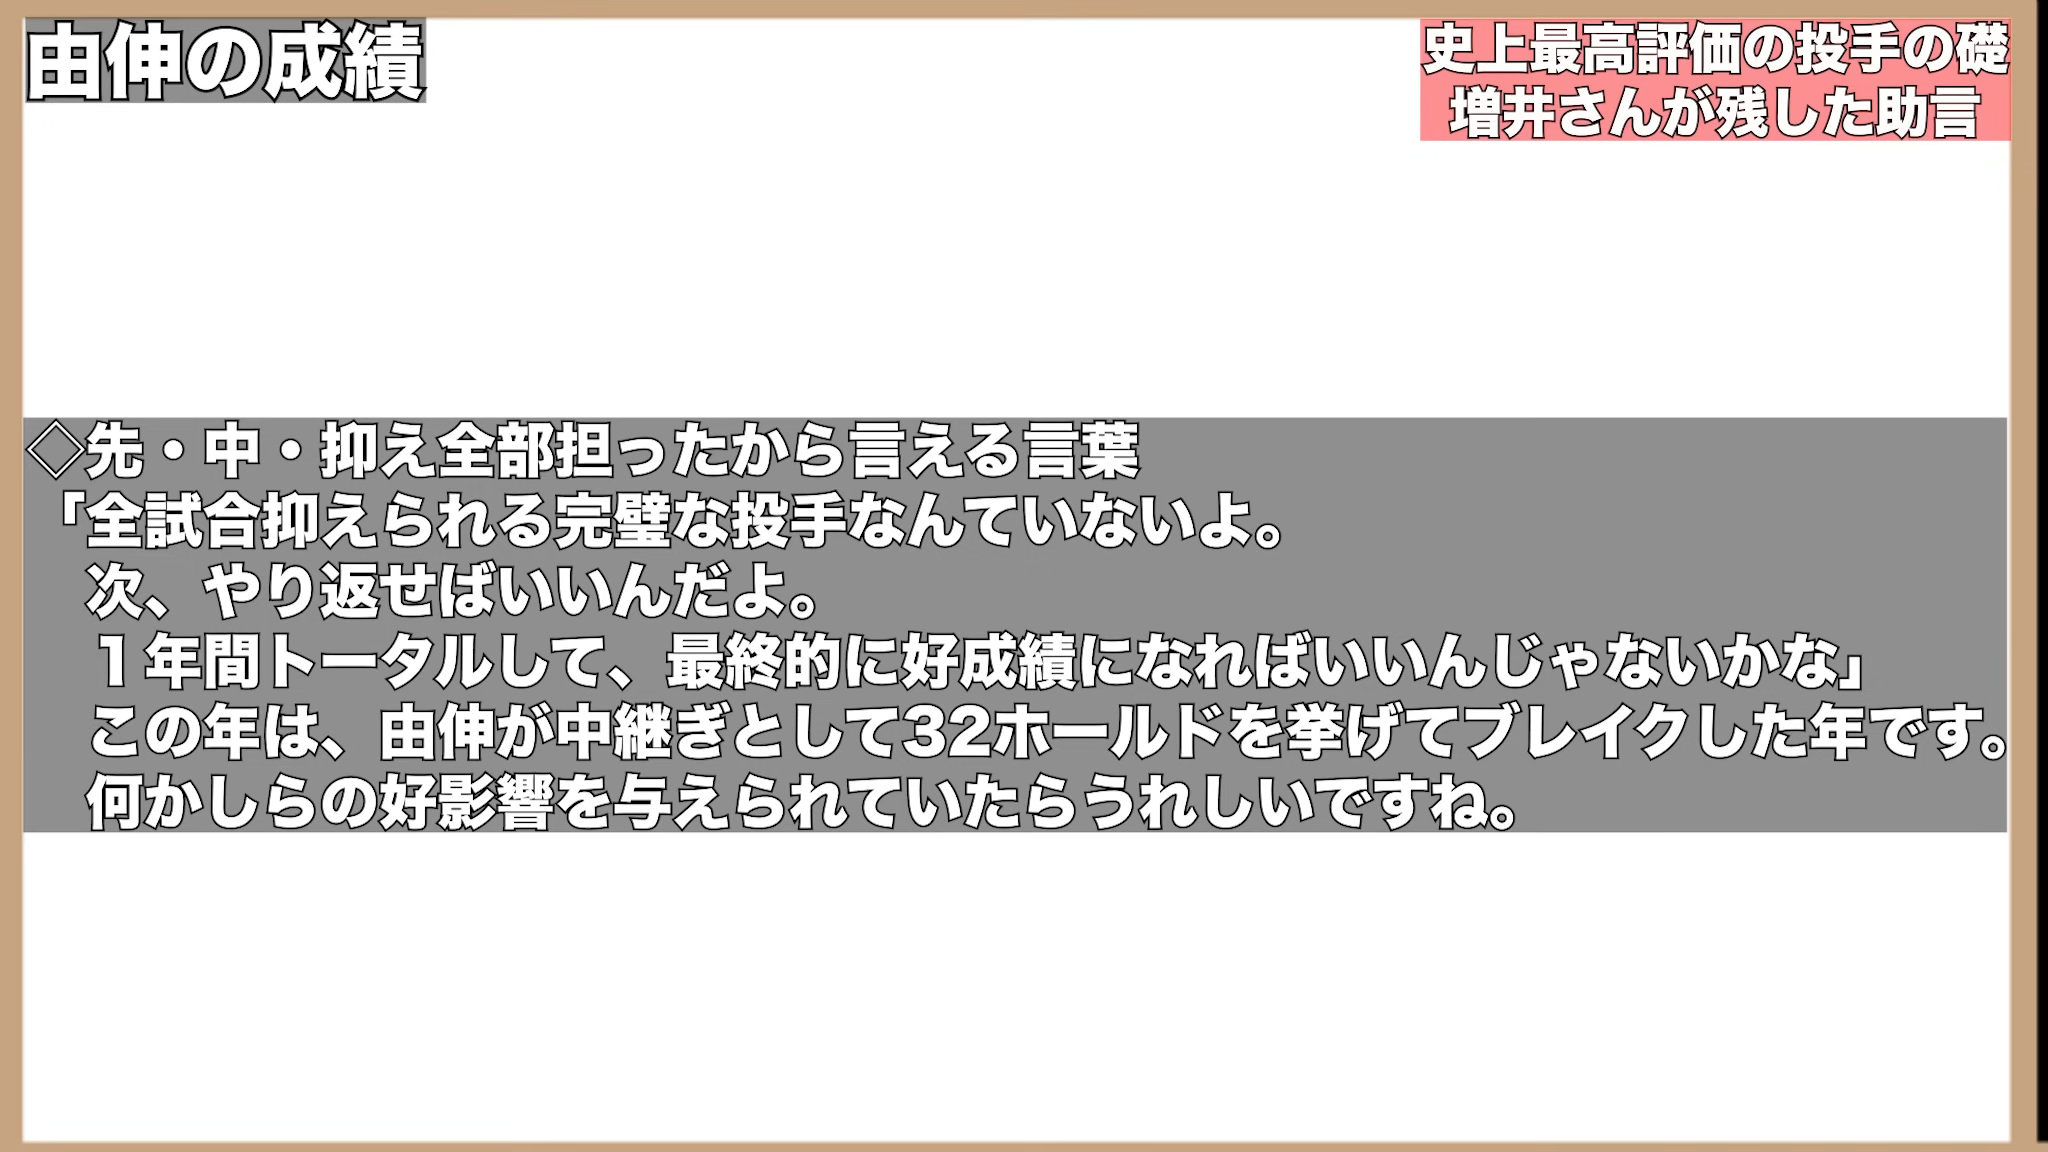 由伸の成績
史上最高評価の投手の礎
増井さんが残した助言
◇先・中・抑え全部担ったから言える言葉
「全試合抑えられる完璧な投手なんていないよ。
次、やり返せばいいんだよ。
１年間トータルして、最終的に好成績になればいいんじゃないかな」
この年は、由伸が中継ぎとして32ホールドを挙げてブレイクした年です。
何かしらの好影響を与えられていたらうれしいですね。